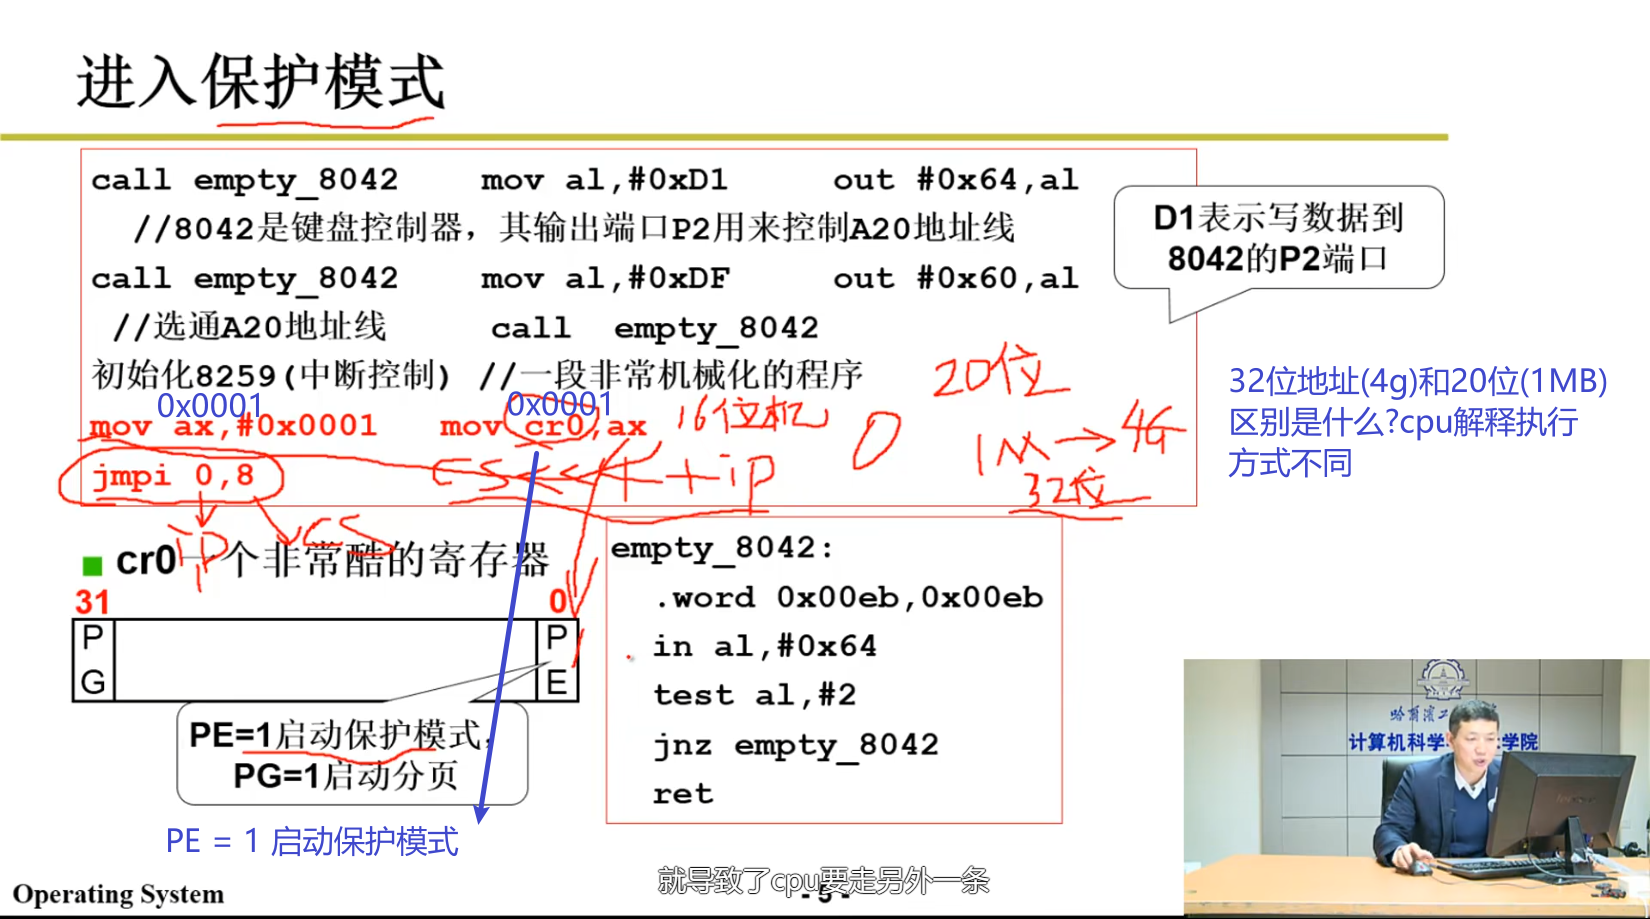 进入保护模式
call empty_8042 mov al,#0xD1 out #0x64,al
//8042是键盘控制器，其输出端口P2用来控制A20地址线
call empty_8042 mov al,#0xDF out #0x60,al
//选通A20地址线 call empty_8042
初始化8259(中断控制) //一段非常机械化的程序
0x0001 0x0001
mov ax,#0x0001 mov cr0,ax
jmpi 0,8
D1表示写数据到
8042的P2端口
20位
16位机
CS<<4+ip
1M→4G
32位
32位地址(4g)和20位(1MB)
区别是什么?cpu解释执行
方式不同
iP CS
cr0一个非常酷的寄存器
31 0
PG PE
PE=1启动保护模式,
PG=1启动分页
PE = 1 启动保护模式
empty_8042:
.word 0x00eb,0x00eb
in al,#0x64
test al,#2
jnz empty_8042
ret
计算机科学
学院
就导致了cpu要走另外一条
Operating System
- 5 -